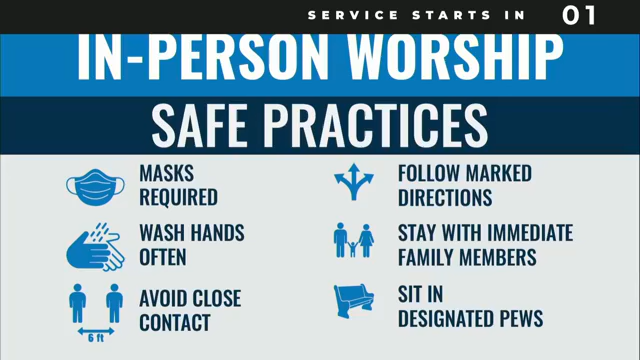 SERVICE STARTS IN 01
IN-PERSON WORSHIP
SAFE PRACTICES
MASKS
REQUIRED
WASH HANDS
OFTEN
AVOID CLOSE
CONTACT
6 ft
FOLLOW MARKED
DIRECTIONS
STAY WITH IMMEDIATE
FAMILY MEMBERS
SIT IN
DESIGNATED PEWS